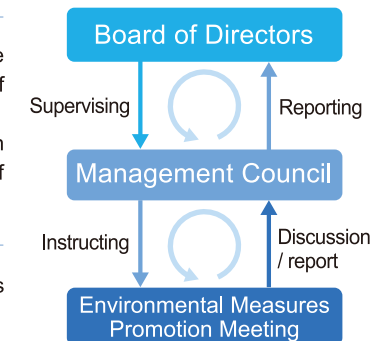 e
f
n
f
s
Board of Directors
Supervising
Reporting
Management Council
Instructing
Discussion
/ report
Environmental Measures
Promotion Meeting